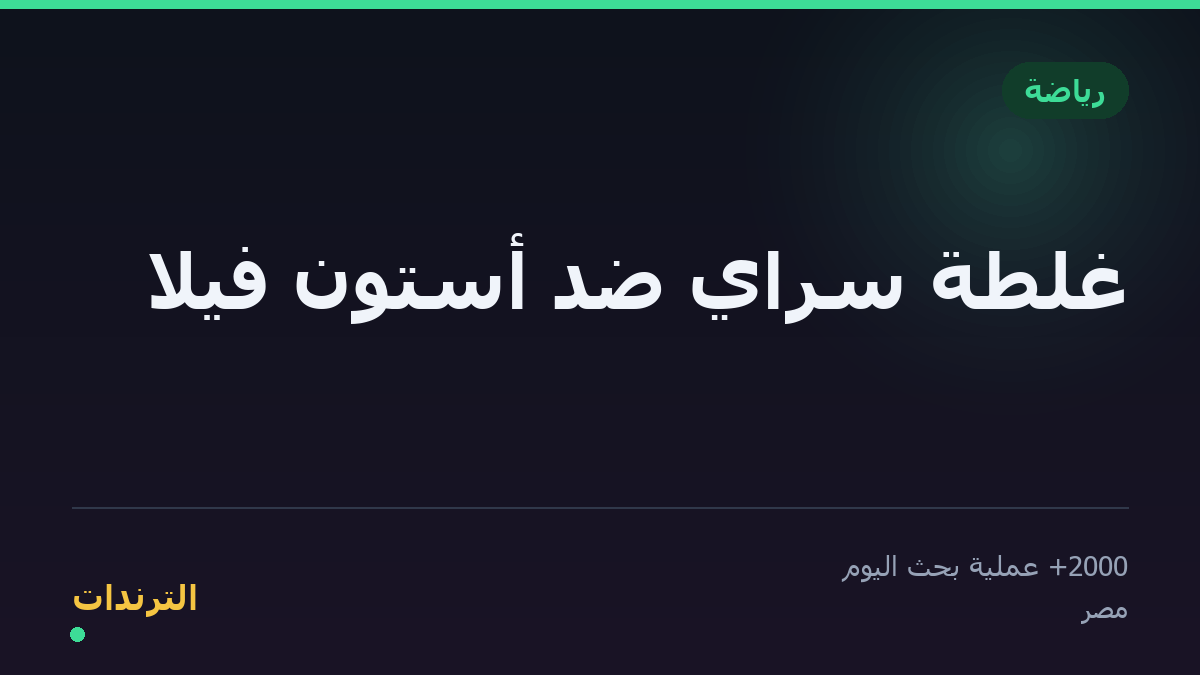 رياضة
غلطة سراي ضد أستون فيلا
2000+ عملية بحث اليوم
مصر
الترندات